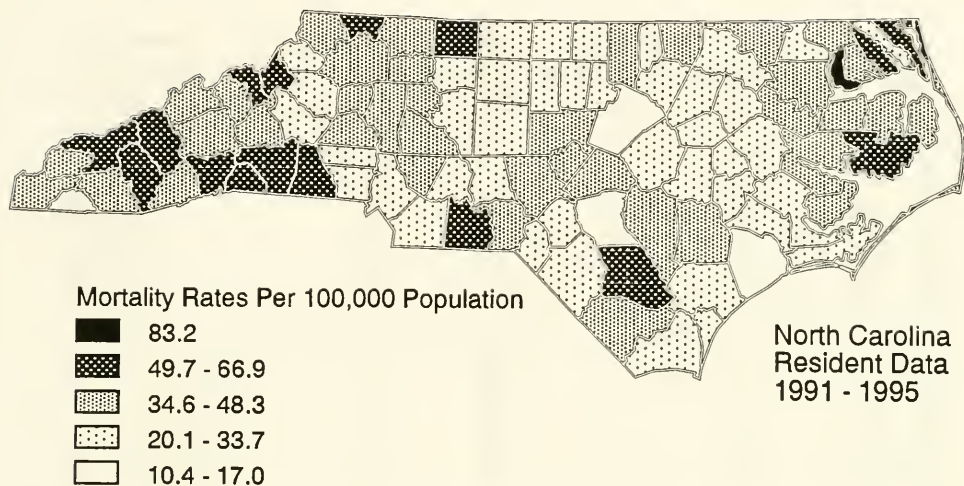 Mortality Rates Per 100,000 Population
83.2
49.7 - 66.9
34.6 - 48.3
20.1 - 33.7
10.4 - 17.0
North Carolina
Resident Data
1991 - 1995